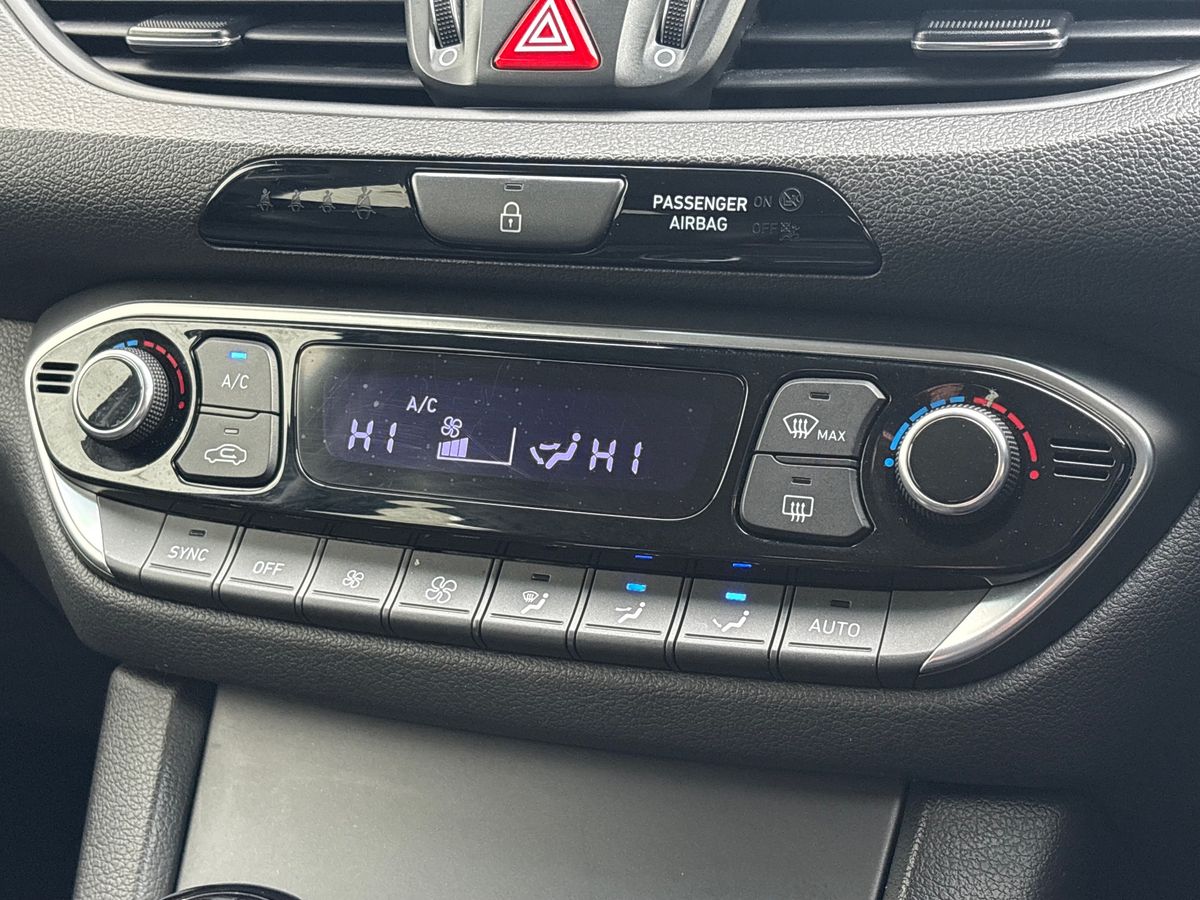 PASSENGER ON
AIRBAG OFF
A/C
A/C
HI
HI
MAX
SYNC
OFF
AUTO